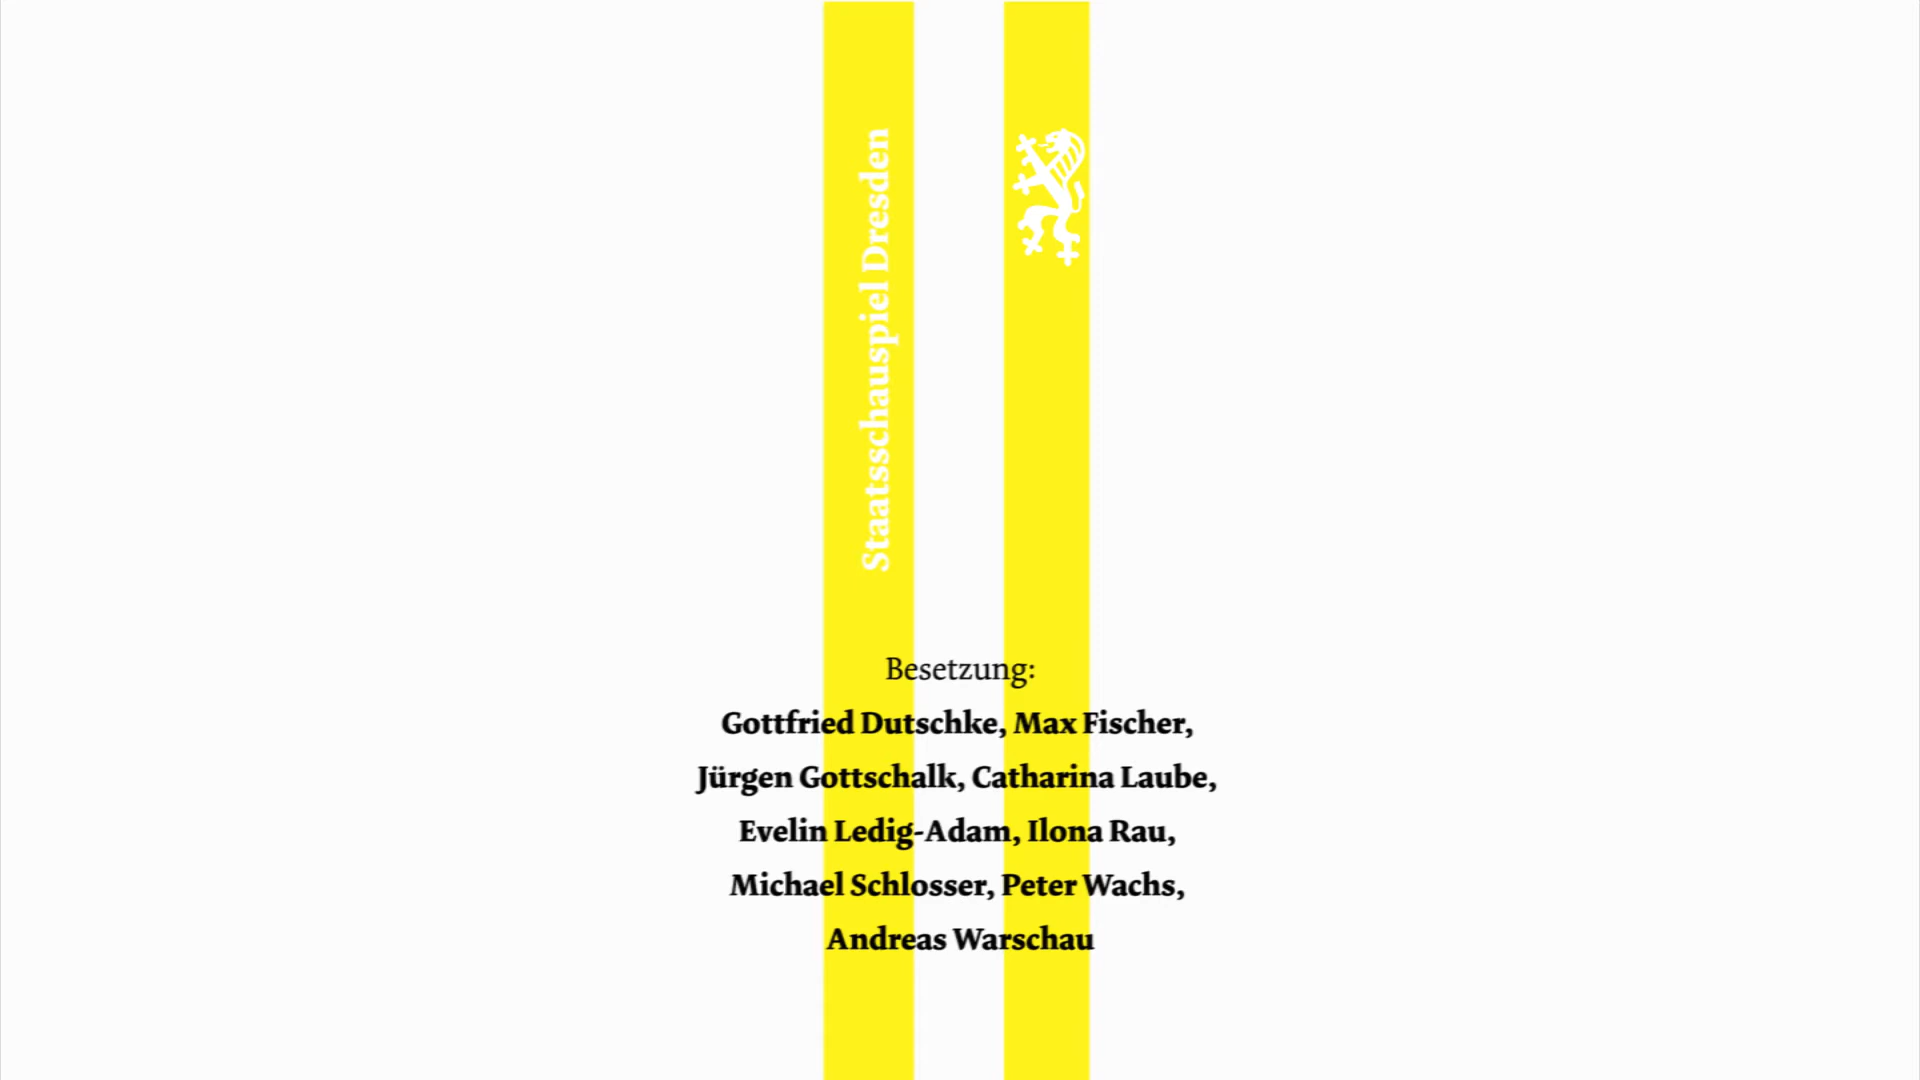 Staatsschauspiel Dresden
Besetzung:
Gottfried Dutschke, Max Fischer,
Jürgen Gottschalk, Catharina Laube,
Evelin Ledig-Adam, Ilona Rau,
Michael Schlosser, Peter Wachs,
Andreas Warschau